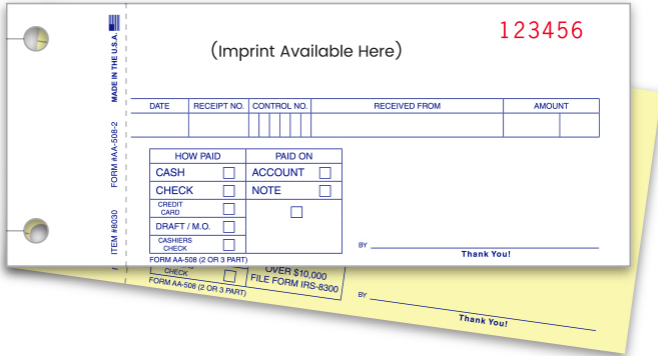 123456
(Imprint Available Here)
MADE IN THE U.S.A.
FORM #AA-508-2
ITEM #8030
DATE RECEIPT NO. CONTROL NO. RECEIVED FROM AMOUNT
HOW PAID PAID ON
CASH ACCOUNT
CHECK NOTE
CREDIT
CARD
DRAFT / M.O.
CASHIERS
CHECK
BY
Thank You!
FORM AA-508 (2 OR 3 PART)
CHECK
OVER $10,000
FILE FORM IRS-8300
FORM AA-508 (2 OR 3 PART)
BY
Thank You!